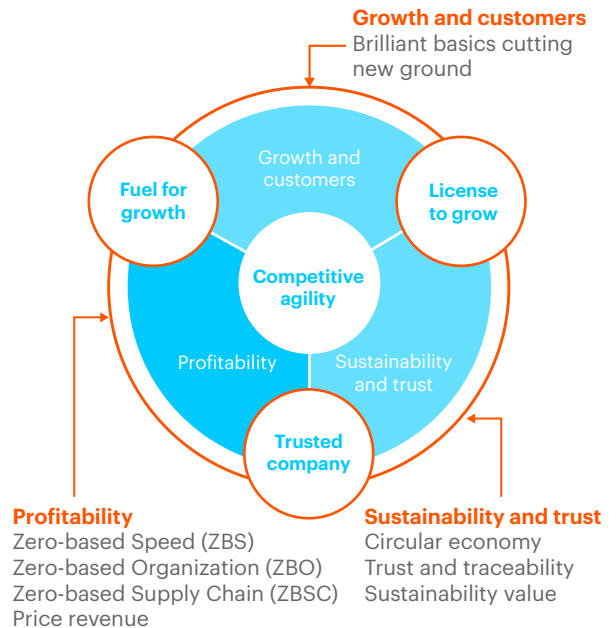 Growth and customers
Brilliant basics cutting
new ground
Growth and
customers
Fuel for
growth
License
to grow
Competitive
agility
Profitability
Sustainability
and trust
Trusted
company
Profitability
Zero-based Speed (ZBS)
Zero-based Organization (ZBO)
Zero-based Supply Chain (ZBSC)
Price revenue
Sustainability and trust
Circular economy
Trust and traceability
Sustainability value